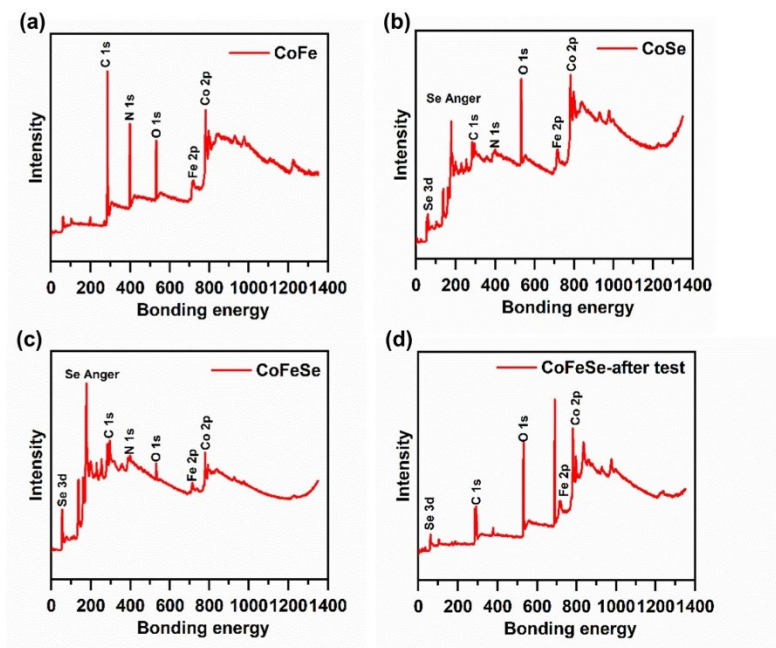 (a)
CoFe
C 1s
N 1s
O 1s
Fe 2p
Co 2p
Intensity
0 200 400 600 800 1000 1200 1400
Bonding energy
(b)
CoSe
Se 3d
Se Anger
C 1s
N 1s
O 1s
Fe 2p
Co 2p
Intensity
0 200 400 600 800 1000 1200 1400
Bonding energy
(c)
CoFeSe
Se 3d
Se Anger
C 1s
N 1s
O 1s
Fe 2p
Co 2p
Intensity
0 200 400 600 800 1000 1200 1400
Bonding energy
(d)
CoFeSe-after test
Se 3d
C 1s
O 1s
Fe 2p
Co 2p
Intensity
0 200 400 600 800 1000 1200 1400
Bonding energy